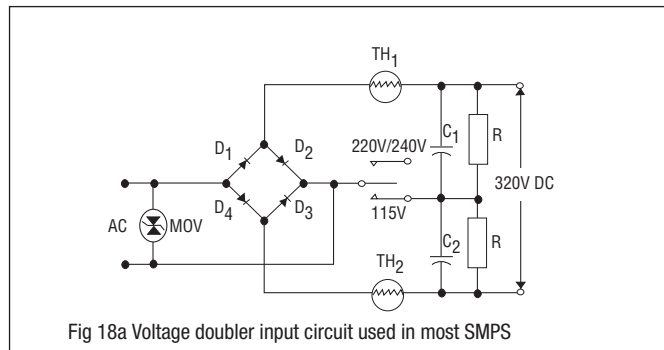 TH1
D1
D2
220V/240V
C1
R
320V DC
D4
D3
115V
AC
MOV
C2
R
TH2
Fig 18a Voltage doubler input circuit used in most SMPS